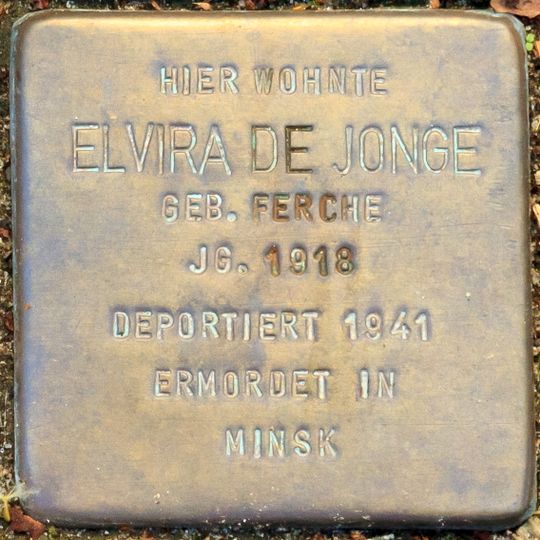 HIER WOHNTE
ELVIRA DE JONGE
GEB. FERCHE
JG. 1918
DEPORTIERT 1941
ERMORDET IN
MINSK